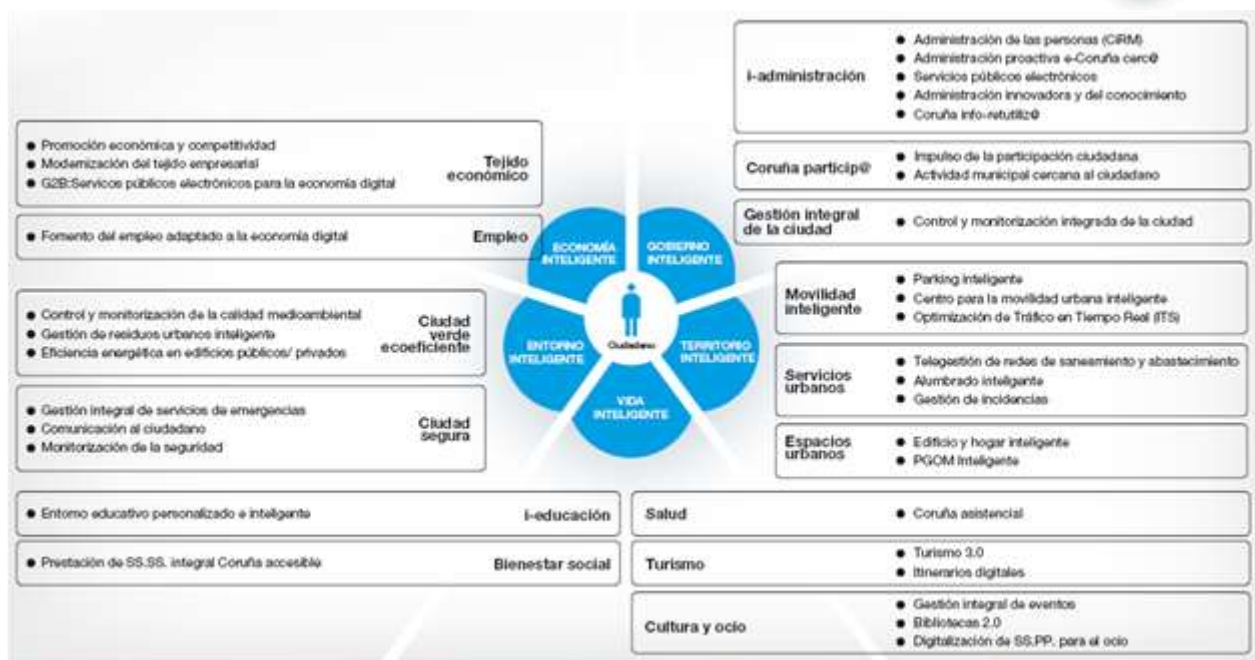 i-administración
● Administración de las personas (CiRM)
● Administración proactiva e-Coruña cerc@
● Servicios públicos electrónicos
● Administración innovadora y del conocimiento
● Coruña info-retutiliz@
Coruña particip@
● Impulso de la participación ciudadana
● Actividad municipal cercana al ciudadano
Gestión integral
de la ciudad
● Control y monitorización integrada de la ciudad
● Promoción económica y competitividad
● Modernización del tejido empresarial
● G2B:Servicos públicos electrónicos para la economía digital
Tejido
económico
● Fomento del empleo adaptado a la economía digital
Empleo
ECONOMÍA
INTELIGENTE
GOBIERNO
INTELIGENTE
ENTORNO
INTELIGENTE
Ciudadano
TERRITORIO
INTELIGENTE
VIDA
INTELIGENTE
Movilidad
inteligente
● Parking inteligente
● Centro para la movilidad urbana inteligente
● Optimización de Tráfico en Tiempo Real (ITS)
Servicios
urbanos
● Telegestión de redes de saneamiento y abastecimiento
● Alumbrado inteligente
● Gestión de incidencias
Espacios
urbanos
● Edificio y hogar inteligente
● PGOM Inteligente
● Control y monitorización de la calidad medioambiental
● Gestión de residuos urbanos inteligente
● Eficiencia energética en edificios públicos/ privados
Ciudad
verde
ecoeficiente
● Gestión integral de servicios de emergencias
● Comunicación al ciudadano
● Monitorización de la seguridad
Ciudad
segura
● Entorno educativo personalizado e inteligente
i-educación
● Prestación de SS.SS. integral Coruña accesible
Bienestar social
Salud
● Coruña asistencial
Turismo
● Turismo 3.0
● Itinerarios digitales
Cultura y ocio
● Gestión integral de eventos
● Bibliotecas 2.0
● Digitalización de SS.PP. para el ocio